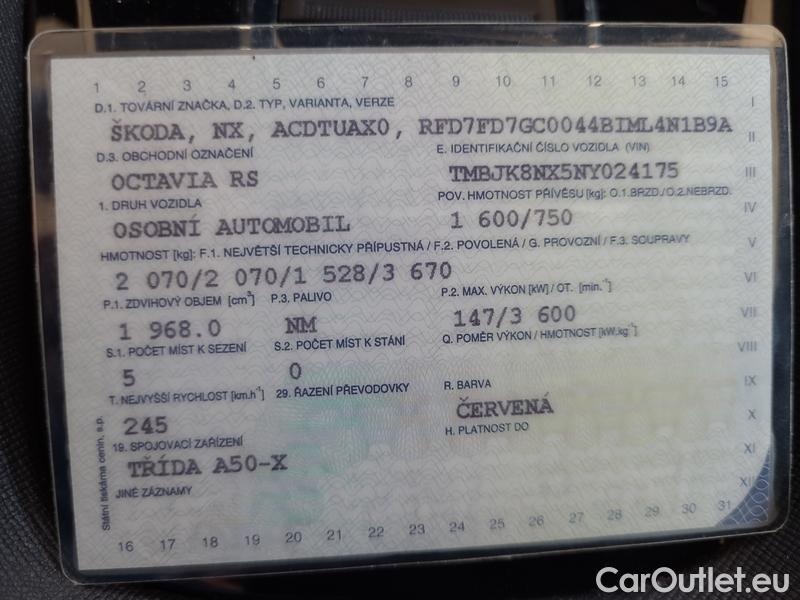 1 2 3 4 5 6 7 8 9 10 11 12 13 14 15
D.1. TOVÁRNÍ ZNAČKA, D.2. TYP, VARIANTA, VERZE I
ŠKODA, NX, ACDTUAX0, RFD7FD7GC0044BIML4N1B9A II
D.3. OBCHODNÍ OZNAČENÍ E. IDENTIFIKAČNÍ ČÍSLO VOZIDLA (VIN)
OCTAVIA RS TMBJK8NX5NY024175 III
1. DRUH VOZIDLA POV. HMOTNOST PŘÍVĚSU [kg]: O.1. BRZD./O.2. NEBRZD.
OSOBNÍ AUTOMOBIL 1 600/750 IV
HMOTNOST [kg]: F.1. NEJVĚTŠÍ TECHNICKY PŘÍPUSTNÁ / F.2. POVOLENÁ / G. PROVOZNÍ / F.3. SOUPRAVY V
2 070/2 070/1 528/3 670 VI
P.1. ZDVIHOVÝ OBJEM [cm³] P.3. PALIVO P.2. MAX. VÝKON [kW] / OT. [min.⁻¹]
1 968.0 NM 147/3 600 VII
S.1. POČET MÍST K SEZENÍ S.2. POČET MÍST K STÁNÍ Q. POMĚR VÝKON / HMOTNOST [kW.kg⁻¹] VIII
5 0
T. NEJVYŠŠÍ RYCHLOST [km.h⁻¹] 29. ŘAZENÍ PŘEVODOVKY R. BARVA IX
245 ČERVENÁ X
19. SPOJOVACÍ ZAŘÍZENÍ H. PLATNOST DO
TŘÍDA A50-X XI
JINÉ ZÁZNAMY XII
Státní tiskárna cenin, s.p.
16 17 18 19 20 21 22 23 24 25 26 27 28 29 30 31
CarOutlet.eu